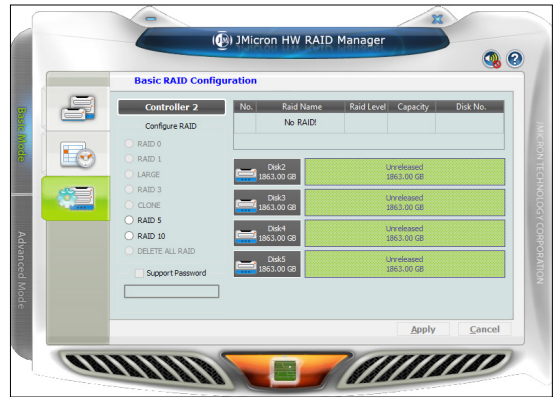 JMicron HW RAID Manager
Basic RAID Configuration
Controller 2
Configure RAID
RAID 0
RAID 1
LARGE
RAID 3
CLONE
RAID 5
RAID 10
DELETE ALL RAID
Support Password
No. Raid Name Raid Level Capacity Disk No.
No RAID!
Disk2
1863.00 GB
Unreleased
1863.00 GB
Disk3
1863.00 GB
Unreleased
1863.00 GB
Disk4
1863.00 GB
Unreleased
1863.00 GB
Disk5
1863.00 GB
Unreleased
1863.00 GB
Apply Cancel
Basic Mode
Advanced Mode
JMICRON TECHNOLOGY CORPORATION